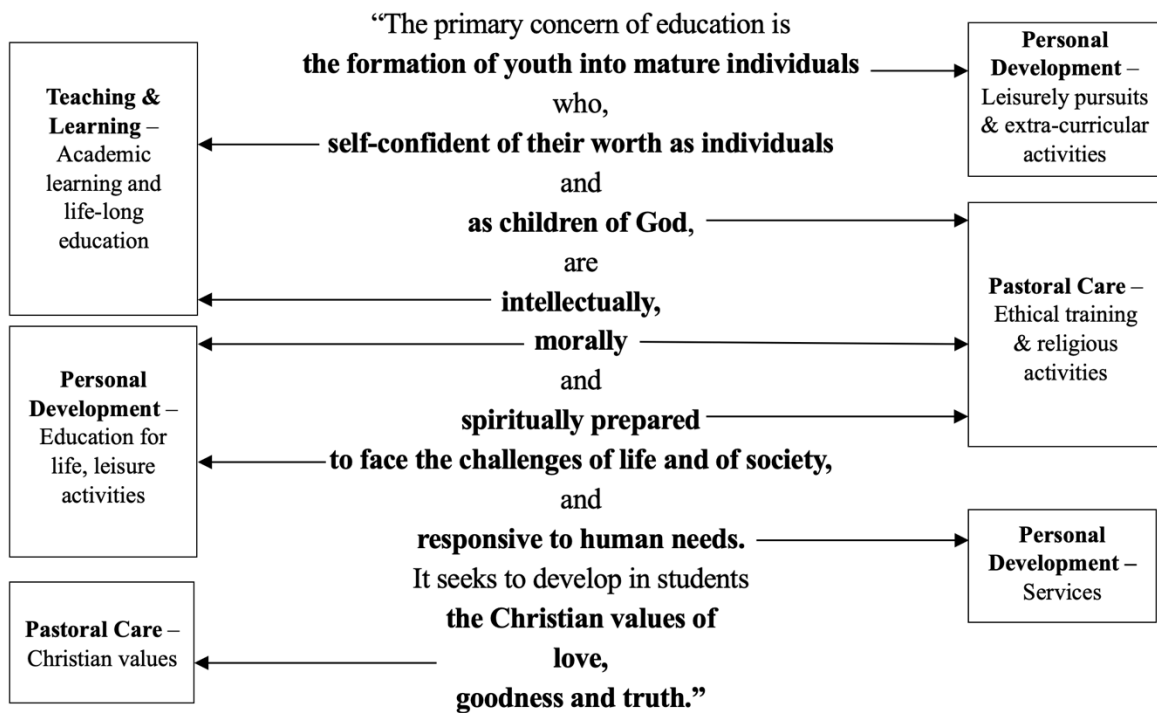 “The primary concern of education is
the formation of youth into mature individuals
who,
self-confident of their worth as individuals
and
as children of God,
are
intellectually,
morally
and
spiritually prepared
to face the challenges of life and of society,
and
responsive to human needs.
It seeks to develop in students
the Christian values of
love,
goodness and truth.”
Teaching &
Learning –
Academic
learning and
life-long
education
Personal
Development –
Education for
life, leisure
activities
Pastoral Care –
Christian values
Personal
Development –
Leisurely pursuits
& extra-curricular
activities
Pastoral Care –
Ethical training
& religious
activities
Personal
Development –
Services